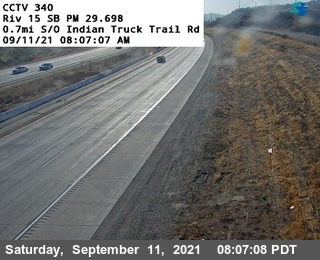 CCTV 340
Riv 15 SB PM 29.698
0.7mi S/O Indian Truck Trail Rd
09/11/21 08:07:07 AM
Saturday, September 11, 2021 08:07:08 PDT